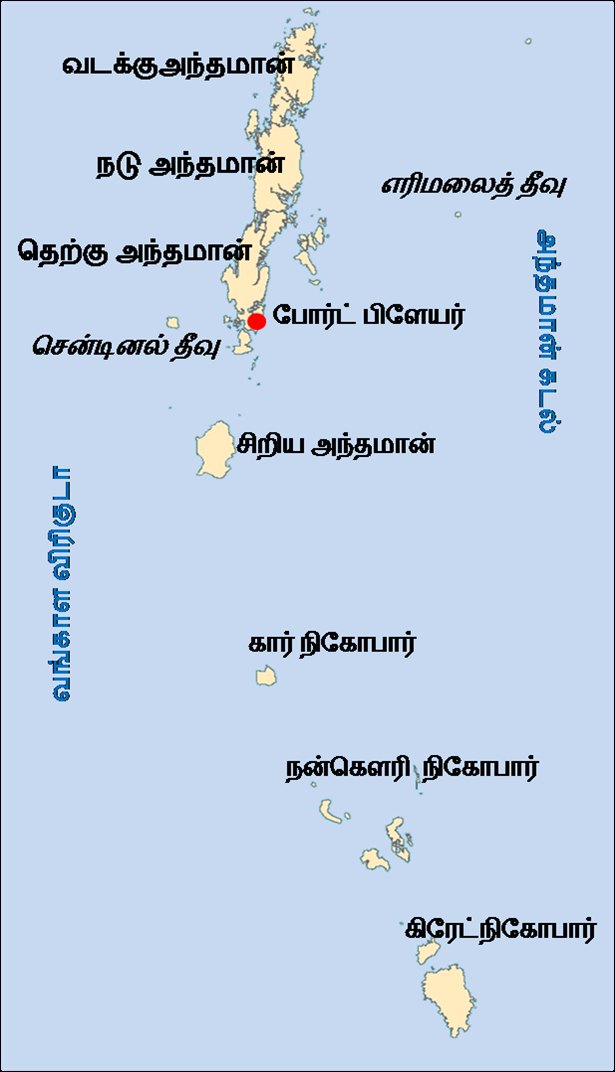 வடக்குஅந்தமான்
நடு அந்தமான்
எரிமலைத் தீவு
தெற்கு அந்தமான்
அந்தமான் கடல்
போர்ட் பிளேயர்
சென்டினல் தீவு
சிறிய அந்தமான்
வங்காள விரிகுடா
கார் நிகோபார்
நன்கௌரி நிகோபார்
கிரேட்நிகோபார்